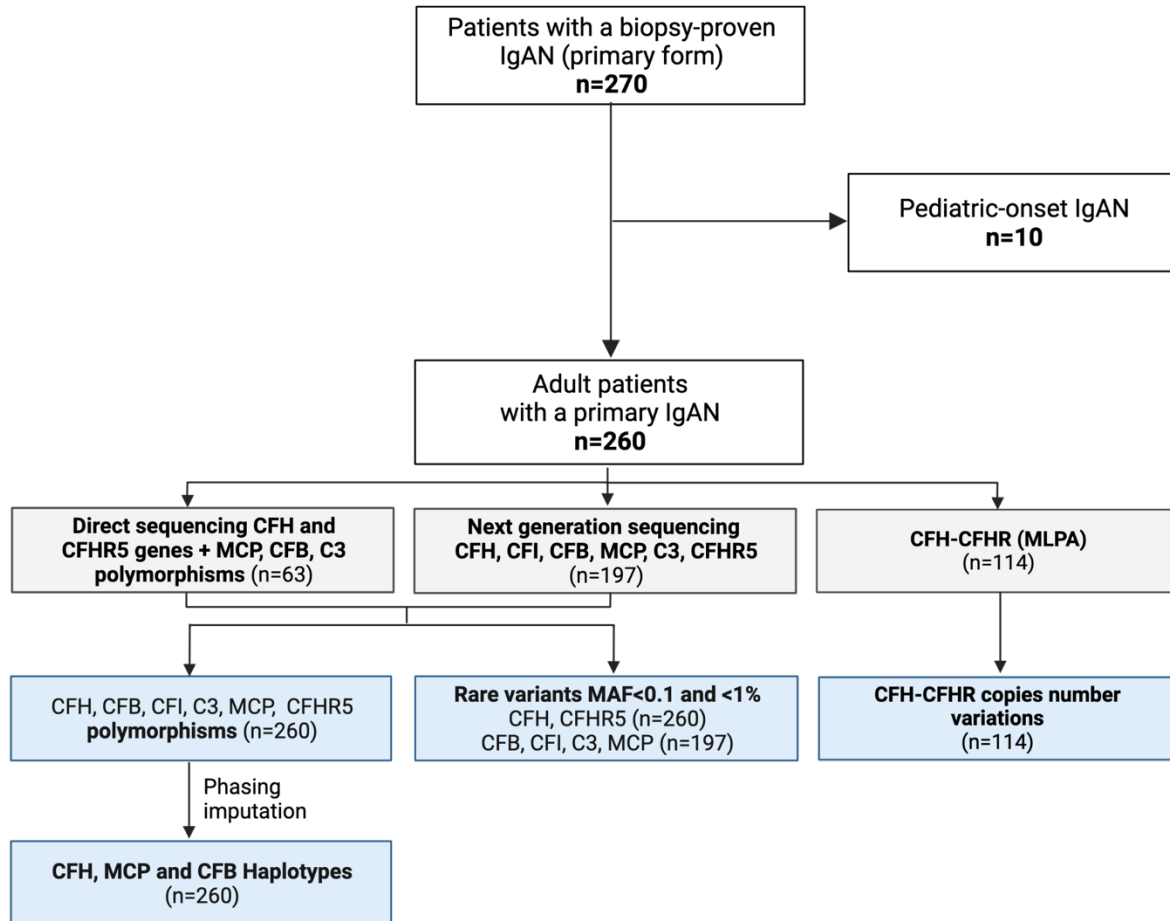 Patients with a biopsy-proven
IgAN (primary form)
n=270
Pediatric-onset IgAN
n=10
Adult patients
with a primary IgAN
n=260
Direct sequencing CFH and
CFHR5 genes + MCP, CFB, C3
polymorphisms (n=63)
Next generation sequencing
CFH, CFI, CFB, MCP, C3, CFHR5
(n=197)
CFH-CFHR (MLPA)
(n=114)
CFH, CFB, CFI, C3, MCP, CFHR5
polymorphisms (n=260)
Rare variants MAF<0.1 and <1%
CFH, CFHR5 (n=260)
CFB, CFI, C3, MCP (n=197)
CFH-CFHR copies number
variations
(n=114)
Phasing
imputation
CFH, MCP and CFB Haplotypes
(n=260)